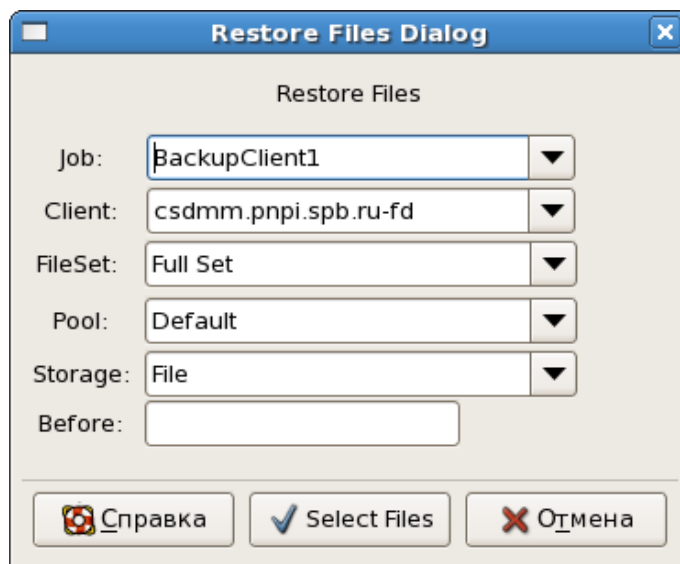 Restore Files Dialog
Restore Files
Job: BackupClient1
Client: csdmm.pnpi.spb.ru-fd
FileSet: Full Set
Pool: Default
Storage: File
Before:
Справка Select Files Отмена